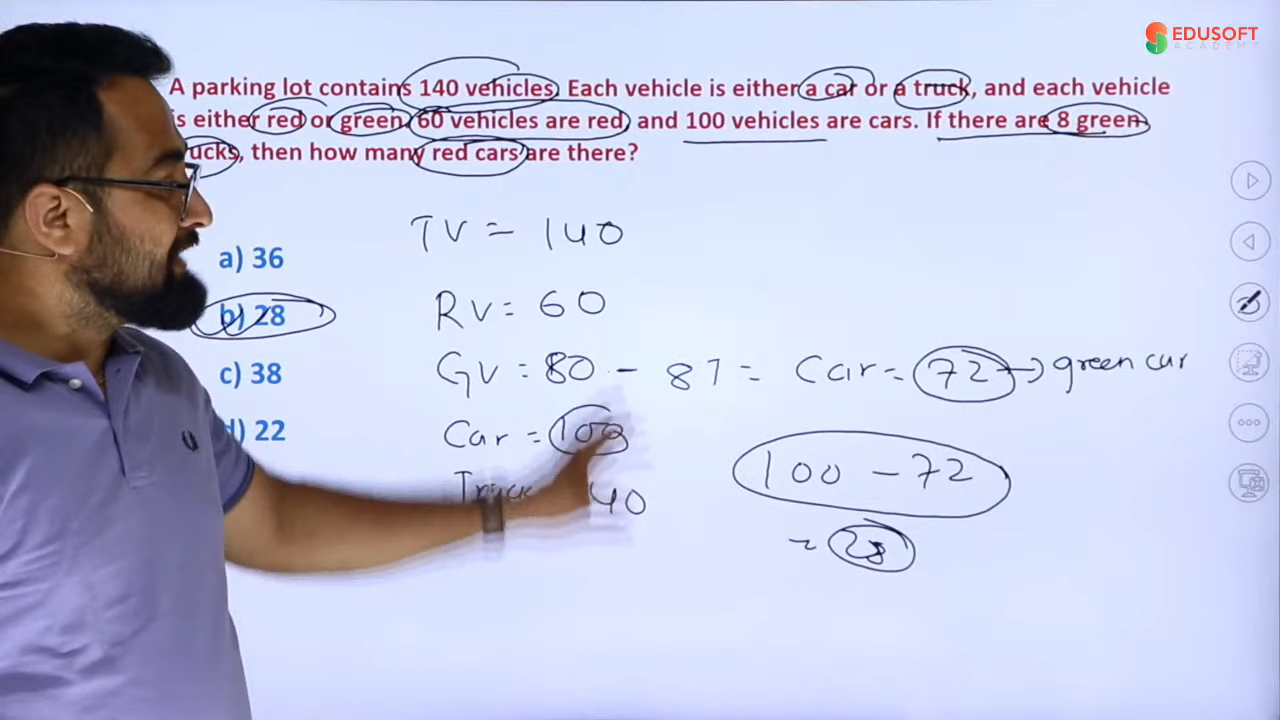 EDUSOFT
ACADEMY
A parking lot contains 140 vehicles. Each vehicle is either a car or a truck, and each vehicle
is either red or green. 60 vehicles are red, and 100 vehicles are cars. If there are 8 green
rucks, then how many red cars are there?
a) 36
b) 28
c) 38
d) 22
TV = 140
RV = 60
GV = 80 - 8T = Car = 72 → green car
Car = 100
Truck 40
100 - 72
= 28